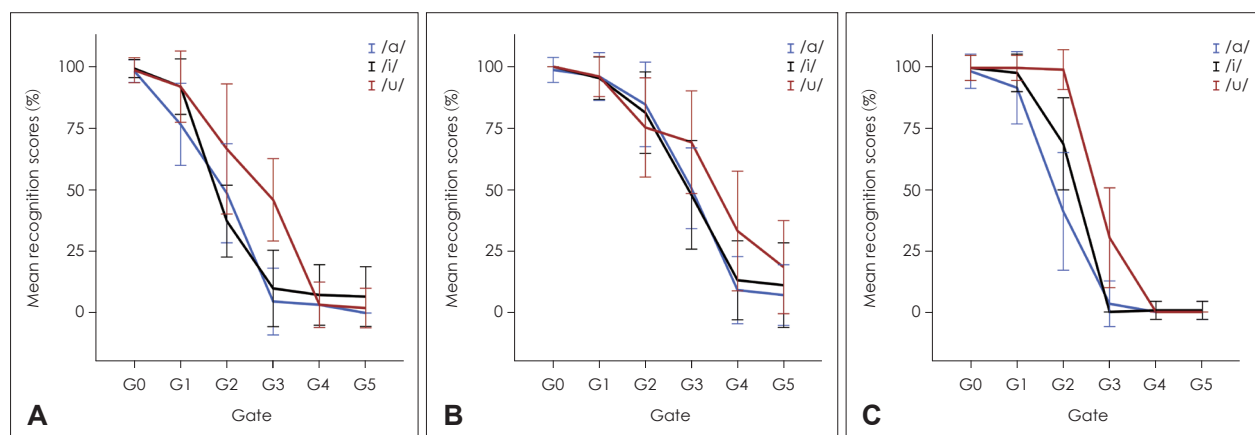 Mean recognition scores (%)
100
75
50
25
0
/a/
/i/
/u/
G0 G1 G2 G3 G4 G5
Gate
A
Mean recognition scores (%)
100
75
50
25
0
/a/
/i/
/u/
G0 G1 G2 G3 G4 G5
Gate
B
Mean recognition scores (%)
100
75
50
25
0
/a/
/i/
/u/
G0 G1 G2 G3 G4 G5
Gate
C